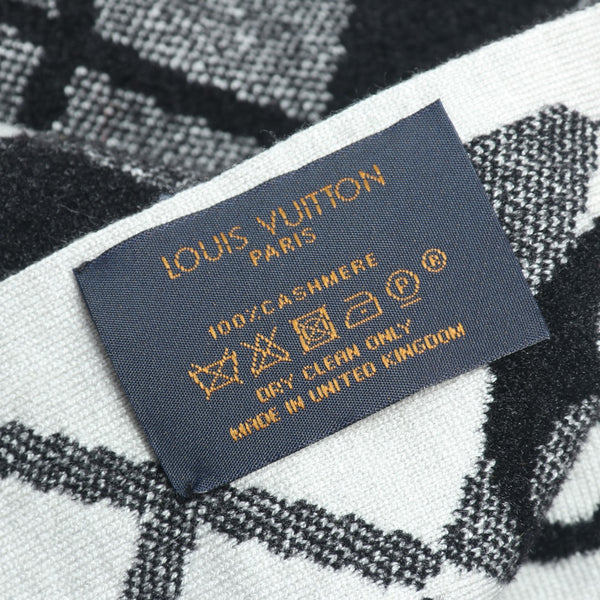 LOUIS VUITTON
PARIS
100% CASHMERE
P ®
DRY CLEAN ONLY
MADE IN UNITED KINGDOM